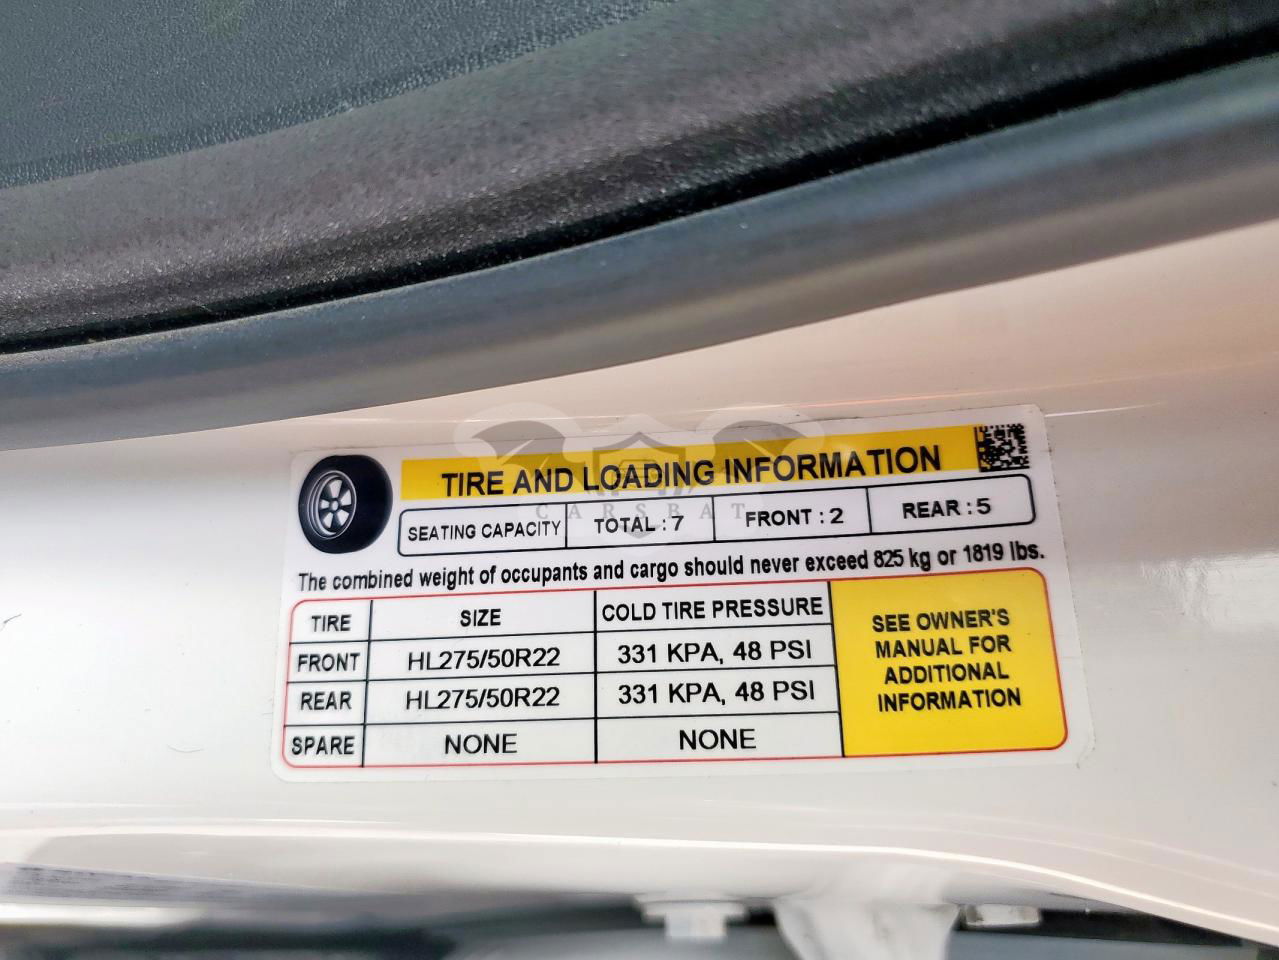 TIRE AND LOADING INFORMATION
CARSBAT
SEATING CAPACITY TOTAL : 7 FRONT : 2 REAR : 5
The combined weight of occupants and cargo should never exceed 825 kg or 1819 lbs.
TIRE SIZE COLD TIRE PRESSURE
FRONT HL275/50R22 331 KPA, 48 PSI
REAR HL275/50R22 331 KPA, 48 PSI
SPARE NONE NONE
SEE OWNER'S
MANUAL FOR
ADDITIONAL
INFORMATION